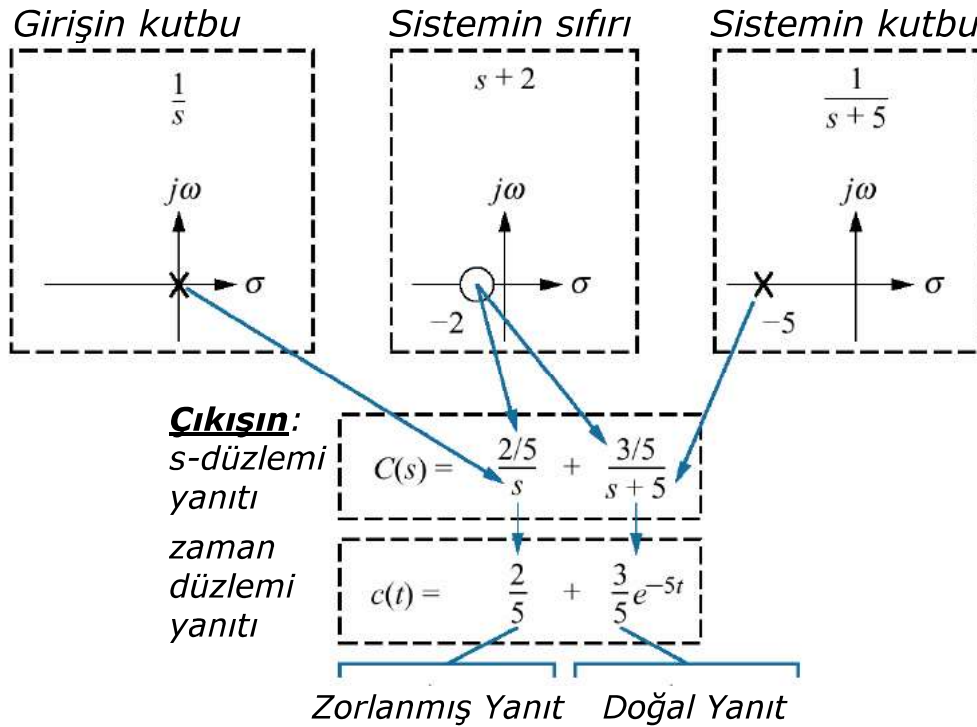 Girişin kutbu
Sistemin sıfırı
Sistemin kutbu
1/s
s + 2
1/(s + 5)
jω
jω
jω
σ
σ
σ
−2
−5
Çıkışın:
s-düzlemi
yanıtı
C(s) = (2/5)/s + (3/5)/(s + 5)
zaman
düzlemi
yanıtı
c(t) = 2/5 + 3/5 e^{−5t}
Zorlanmış Yanıt
Doğal Yanıt